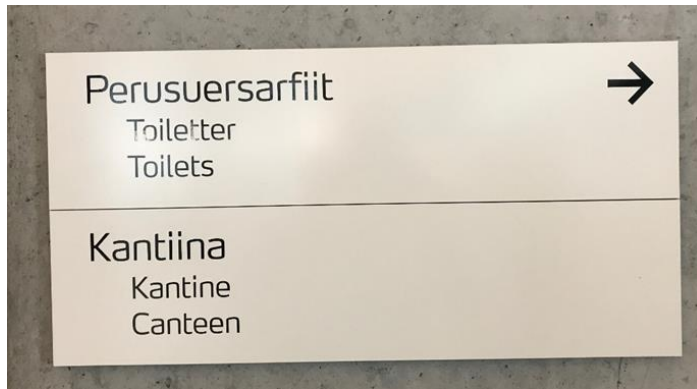 Perusuersarfiit →
Toiletter
Toilets
Kantiina
Kantine
Canteen